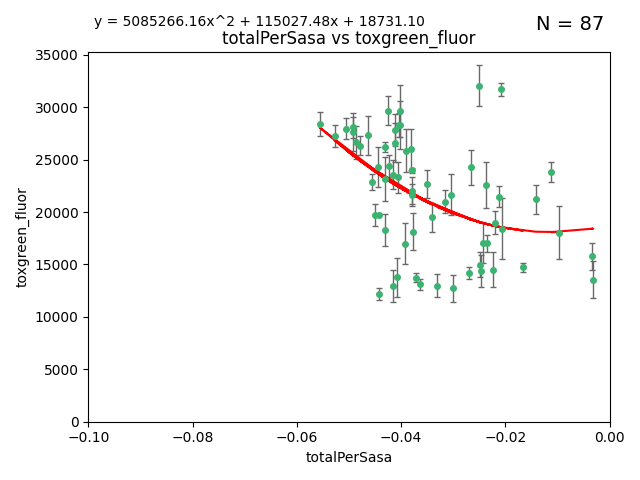 y = 5085266.16x^2 + 115027.48x + 18731.10
N = 87
totalPerSasa vs toxgreen_fluor
35000
30000
25000
20000
15000
10000
5000
0
toxgreen_fluor
−0.10
−0.08
−0.06
−0.04
−0.02
0.00
totalPerSasa